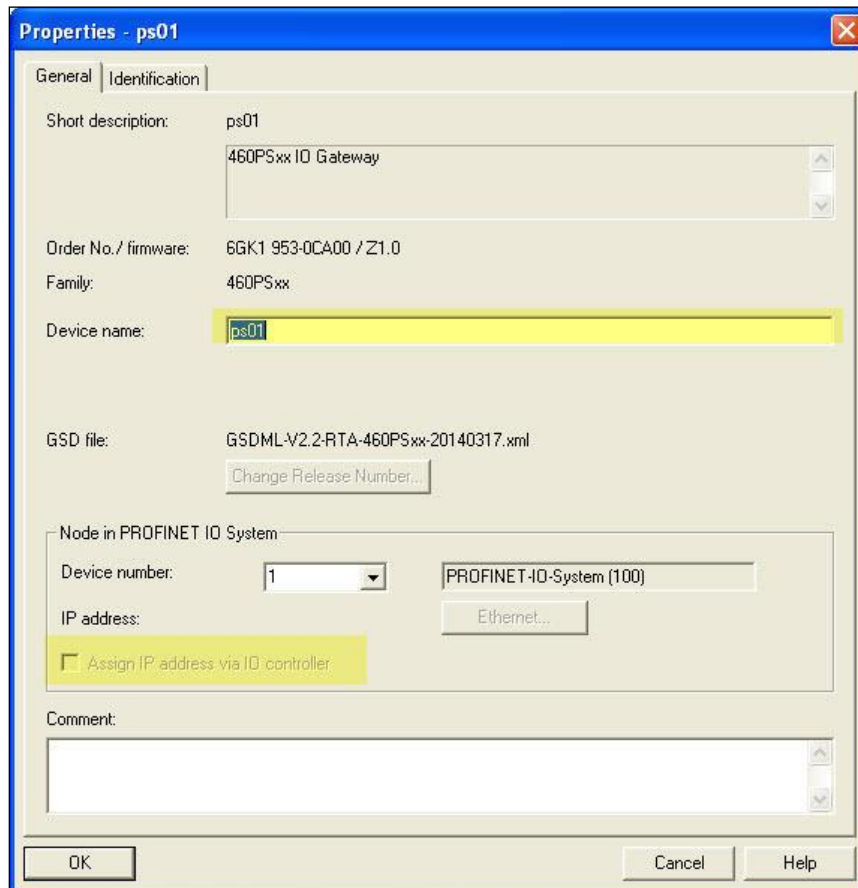 Properties - ps01
General Identification
Short description: ps01
460PSxx IO Gateway
Order No./ firmware: 6GK1 953-0CA00 / Z1.0
Family: 460PSxx
Device name: ps01
GSD file: GSDML-V2.2-RTA-460PSxx-20140317.xml
Change Release Number...
Node in PROFINET IO System
Device number: 1 PROFINET-IO-System (100)
IP address: Ethernet...
Assign IP address via IO controller
Comment:
OK Cancel Help